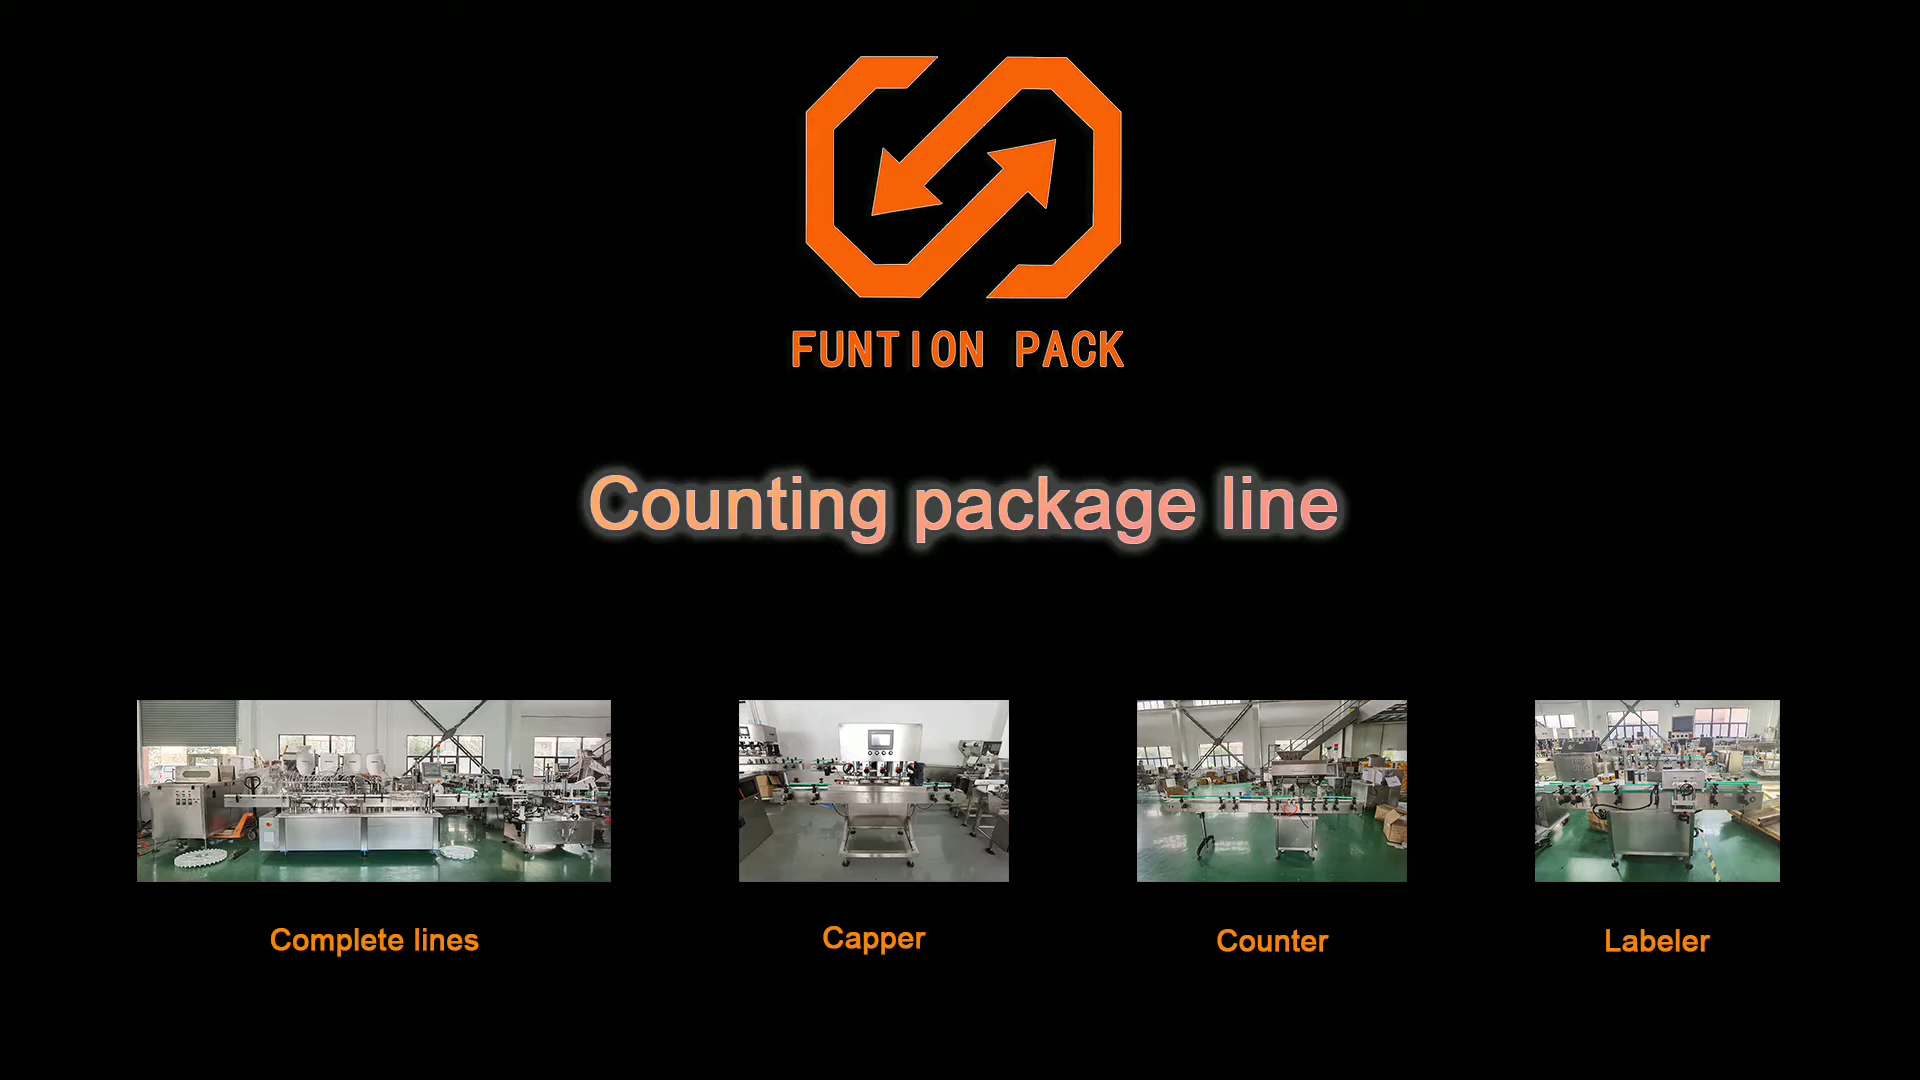 FUNTION PACK
Counting package line
Complete lines
Capper
Counter
Labeler